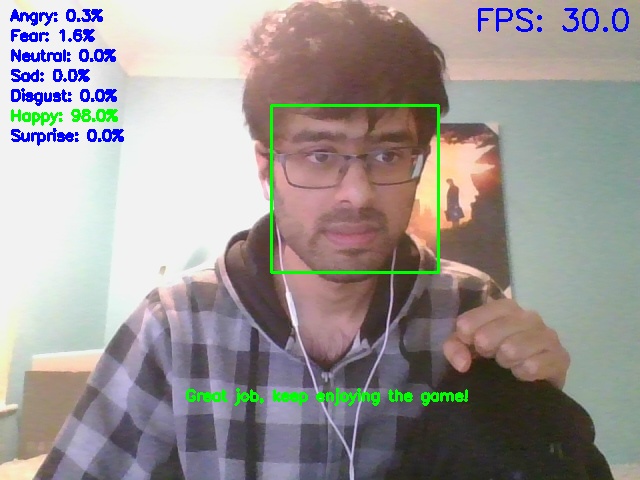 Angry: 0.3%
FPS: 30.0
Fear: 1.6%
Neutral: 0.0%
Sad: 0.0%
Disgust: 0.0%
Happy: 98.0%
Surprise: 0.0%
Great job, keep enjoying the game!